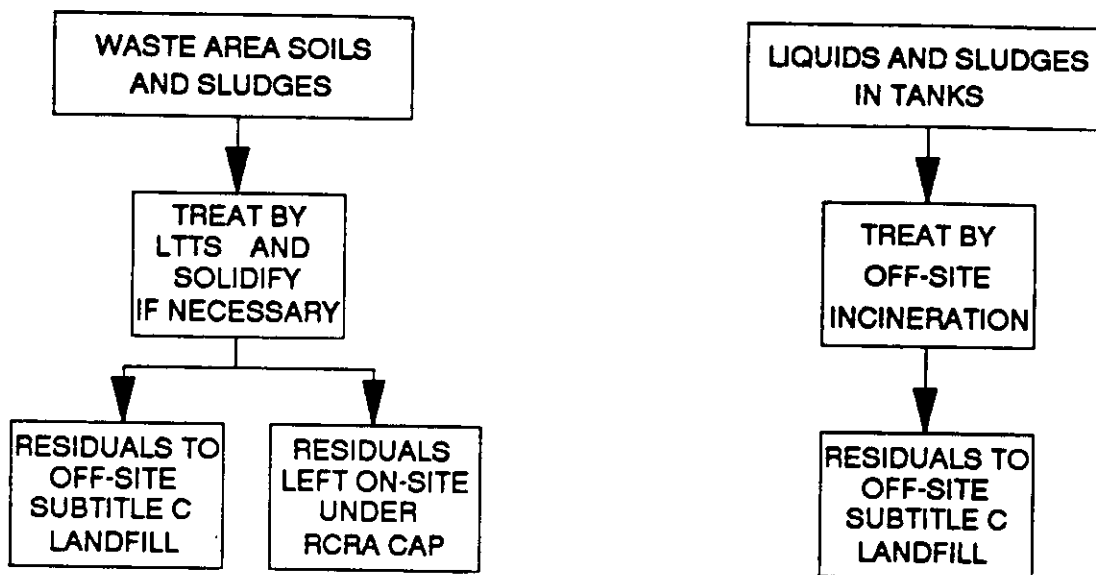 WASTE AREA SOILS
AND SLUDGES
TREAT BY
LTTS AND
SOLIDIFY
IF NECESSARY
RESIDUALS TO
OFF-SITE
SUBTITLE C
LANDFILL
RESIDUALS
LEFT ON-SITE
UNDER
RCRA CAP
LIQUIDS AND SLUDGES
IN TANKS
TREAT BY
OFF-SITE
INCINERATION
RESIDUALS TO
OFF-SITE
SUBTITLE C
LANDFILL